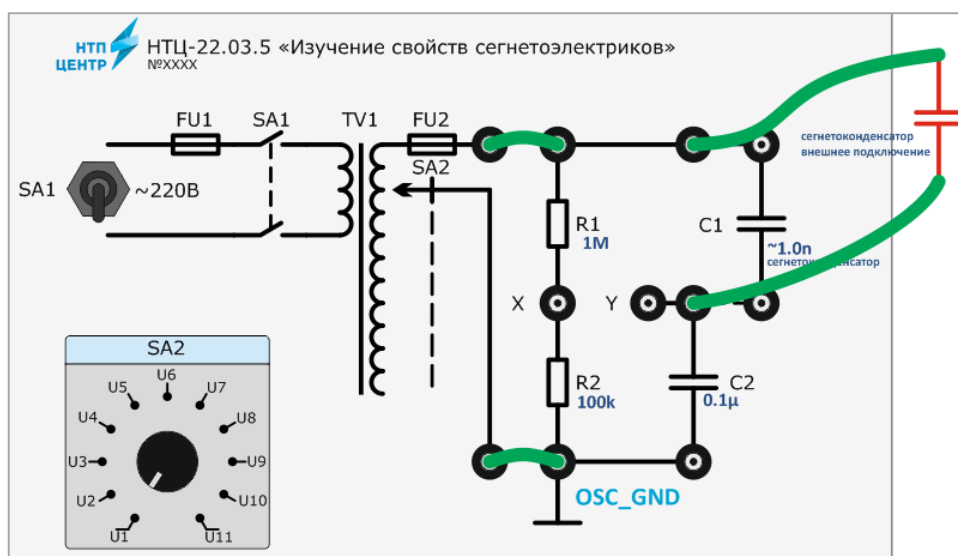 НТП
ЦЕНТР
НТЦ-22.03.5 «Изучение свойств сегнетоэлектриков»
№XXXX
FU1
SA1
TV1
FU2
SA2
SA1
~220В
сегнетоконденсатор
внешнее подключение
R1
1M
C1
~1.0n
сегнетоконденсатор
X
Y
R2
100k
C2
0.1µ
OSC_GND
SA2
U1
U2
U3
U4
U5
U6
U7
U8
U9
U10
U11